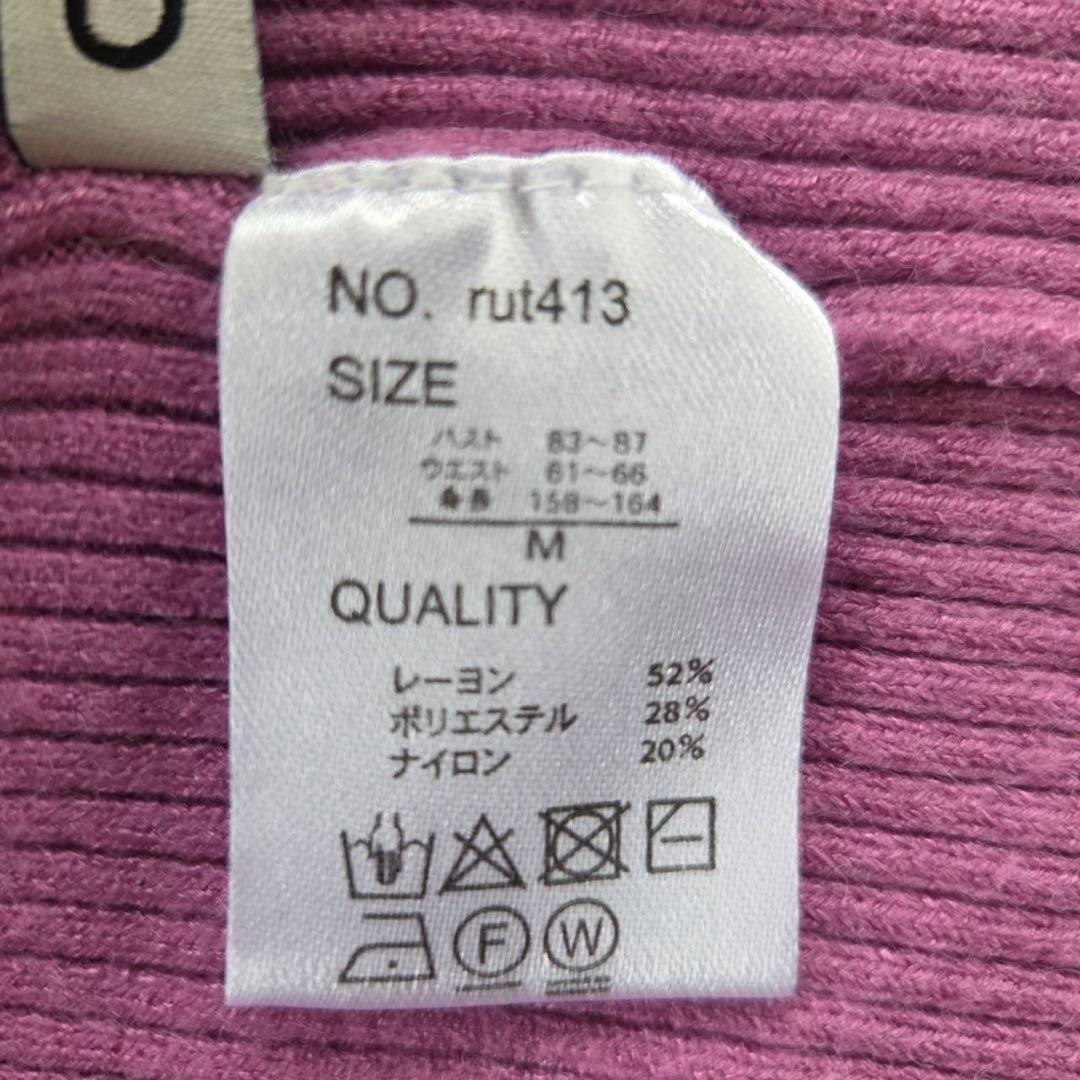 NO. rut413
SIZE
バスト 83~87
ウエスト 61~66
身長 158~164
M
QUALITY
レーヨン 52%
ポリエステル 28%
ナイロン 20%
F W